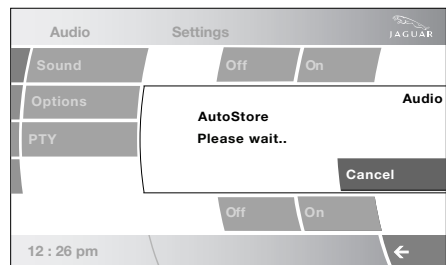 Audio Settings JAGUAR
Sound Off On
Options
PTY
Audio
AutoStore
Please wait..
Cancel
Off On
12 : 26 pm